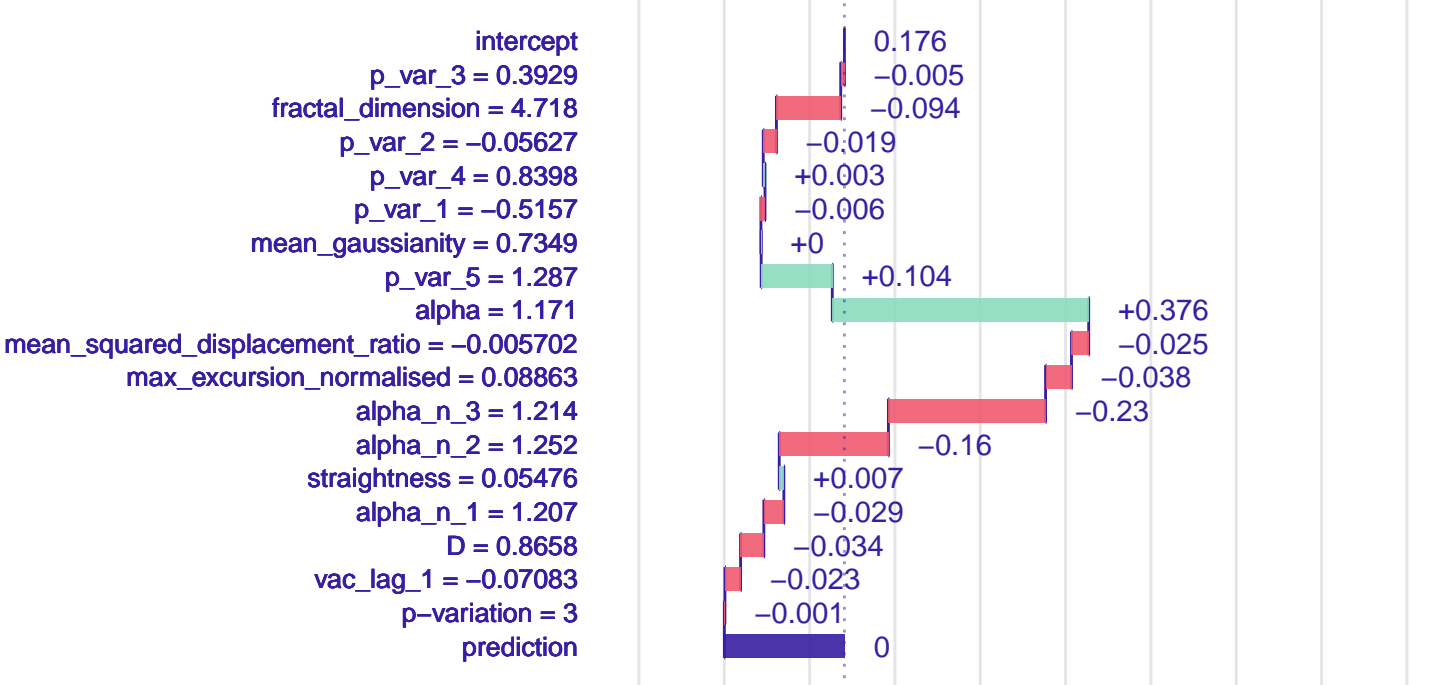 intercept 0.176
p_var_3 = 0.3929 −0.005
fractal_dimension = 4.718 −0.094
p_var_2 = −0.05627 −0.019
p_var_4 = 0.8398 +0.003
p_var_1 = −0.5157 −0.006
mean_gaussianity = 0.7349 +0
p_var_5 = 1.287 +0.104
alpha = 1.171 +0.376
mean_squared_displacement_ratio = −0.005702 −0.025
max_excursion_normalised = 0.08863 −0.038
alpha_n_3 = 1.214 −0.23
alpha_n_2 = 1.252 −0.16
straightness = 0.05476 +0.007
alpha_n_1 = 1.207 −0.029
D = 0.8658 −0.034
vac_lag_1 = −0.07083 −0.023
p−variation = 3 −0.001
prediction 0